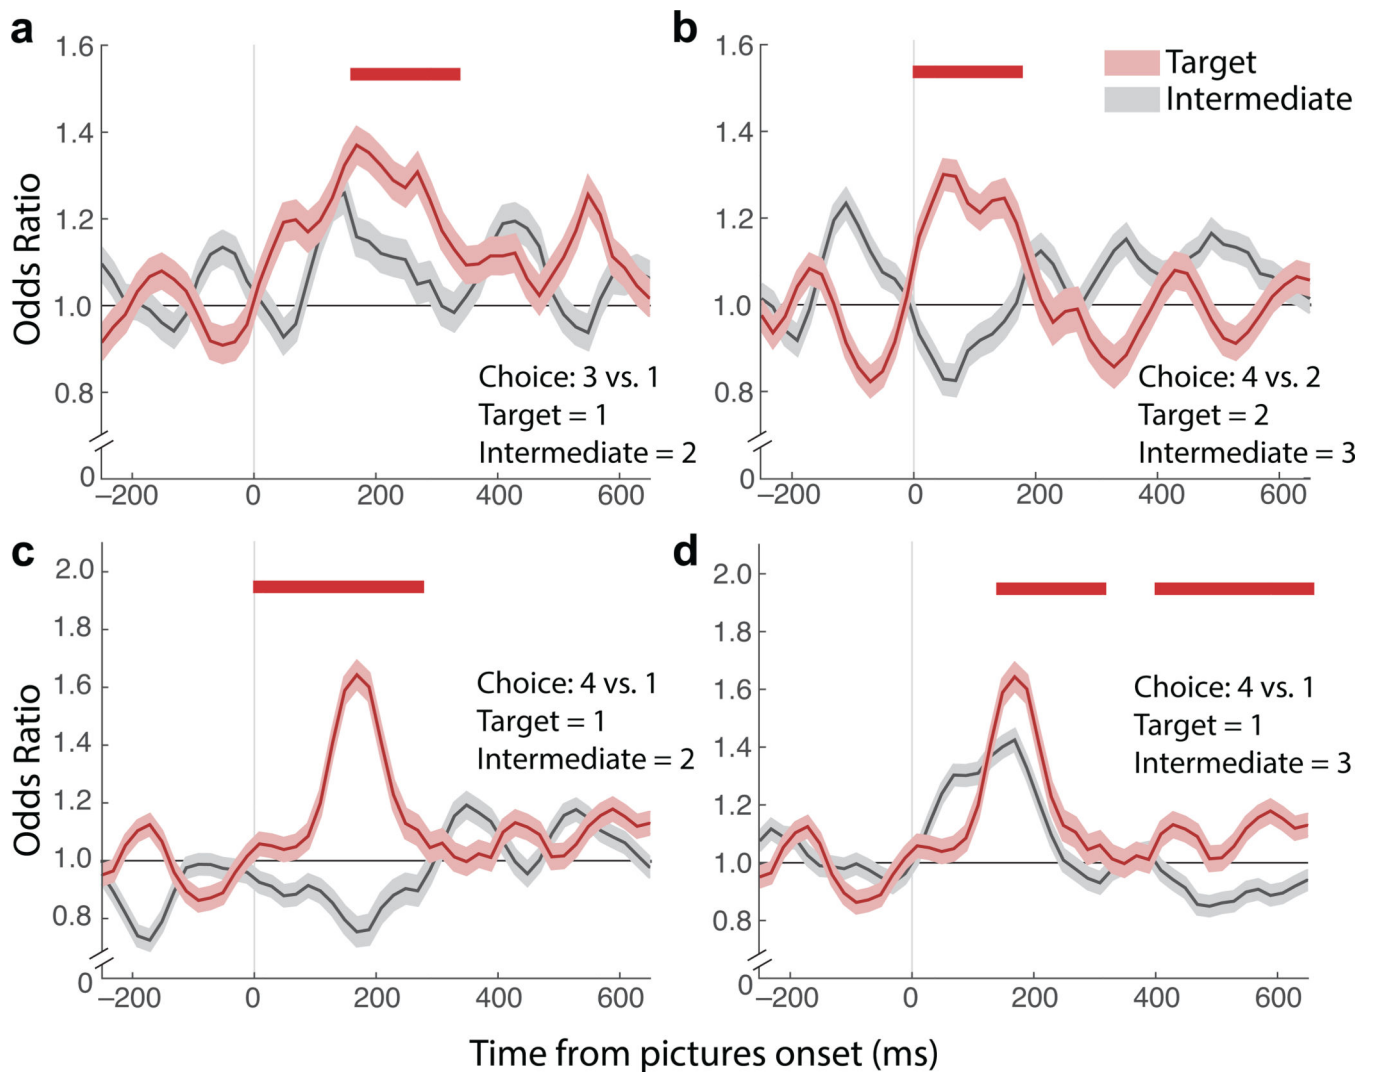 a
1.6
1.4
1.2
1.0
0.8
0
Odds Ratio
Choice: 3 vs. 1
Target = 1
Intermediate = 2
−200 0 200 400 600
b
1.6
1.4
1.2
1.0
0.8
0
Target
Intermediate
Choice: 4 vs. 2
Target = 2
Intermediate = 3
−200 0 200 400 600
c
2.0
1.8
1.6
1.4
1.2
1.0
0.8
0
Odds Ratio
Choice: 4 vs. 1
Target = 1
Intermediate = 2
−200 0 200 400 600
d
2.0
1.8
1.6
1.4
1.2
1.0
0.8
0
Choice: 4 vs. 1
Target = 1
Intermediate = 3
−200 0 200 400 600
Time from pictures onset (ms)